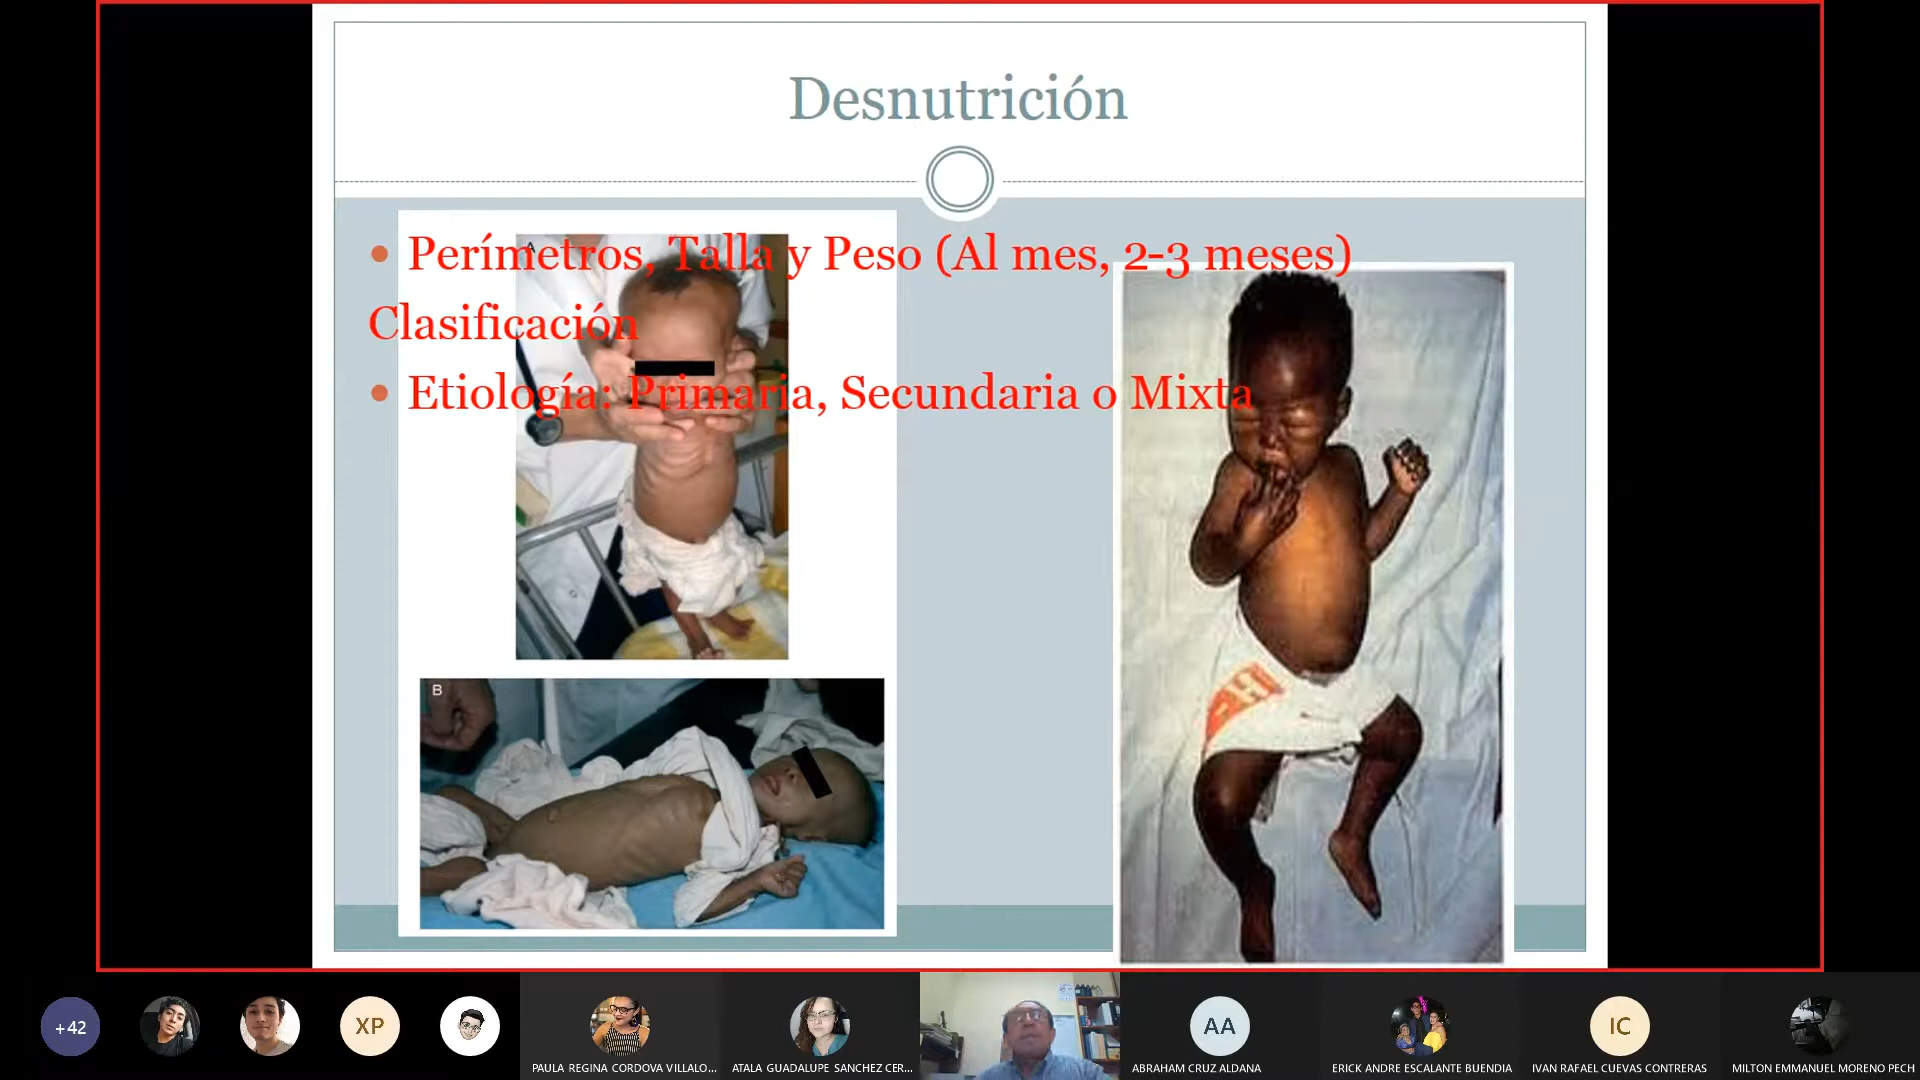 Desnutrición
A
• Perímetros, Talla y Peso (Al mes, 2-3 meses)
Clasificación
• Etiología: Primaria, Secundaria o Mixta
B
H
+42
XP
PAULA REGINA CORDOVA VILLALO...
ATALA GUADALUPE SANCHEZ CER...
AA
ABRAHAM CRUZ ALDANA
ERICK ANDRE ESCALANTE BUENDIA
IC
IVAN RAFAEL CUEVAS CONTRERAS
MILTON EMMANUEL MORENO PECH